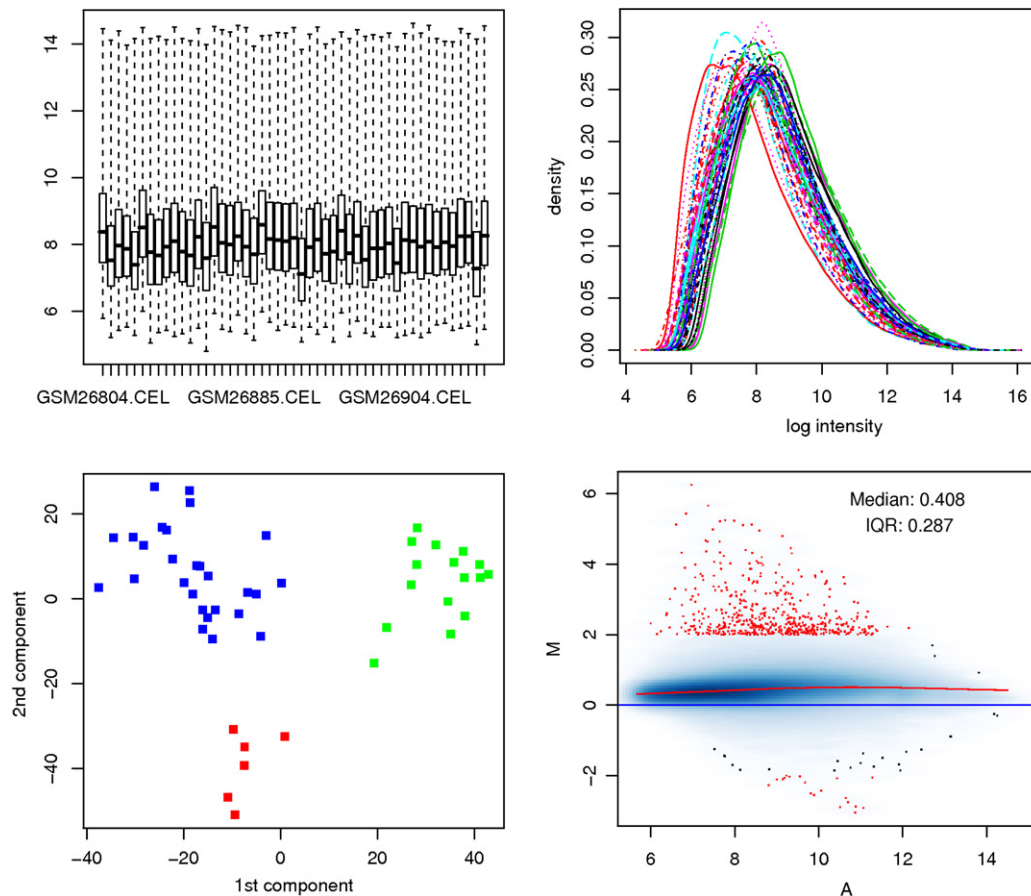 14
12
10
8
6
GSM26804.CEL GSM26885.CEL GSM26904.CEL
0.30
0.25
0.20
0.15
0.10
0.05
0.00
density
4 6 8 10 12 14 16
log intensity
20
0
−20
−40
2nd component
−40 −20 0 20 40
1st component
Median: 0.408
IQR: 0.287
6
4
2
0
−2
M
6 8 10 12 14
A